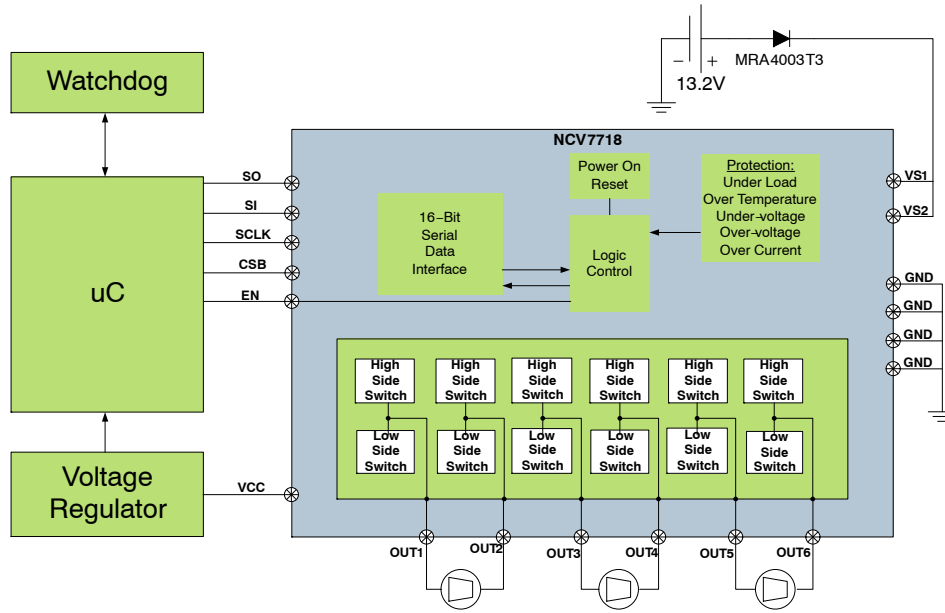 MRA4003T3
− +
13.2V
Watchdog
NCV7718
uC
SO
SI
SCLK
CSB
EN
Power On
Reset
Protection:
Under Load
Over Temperature
Under−voltage
Over−voltage
Over Current
16−Bit
Serial
Data
Interface
Logic
Control
VS1
VS2
GND
GND
GND
GND
High
Side
Switch
High
Side
Switch
High
Side
Switch
High
Side
Switch
High
Side
Switch
High
Side
Switch
Low
Side
Switch
Low
Side
Switch
Low
Side
Switch
Low
Side
Switch
Low
Side
Switch
Low
Side
Switch
Voltage
Regulator
VCC
OUT1
OUT2
OUT3
OUT4
OUT5
OUT6